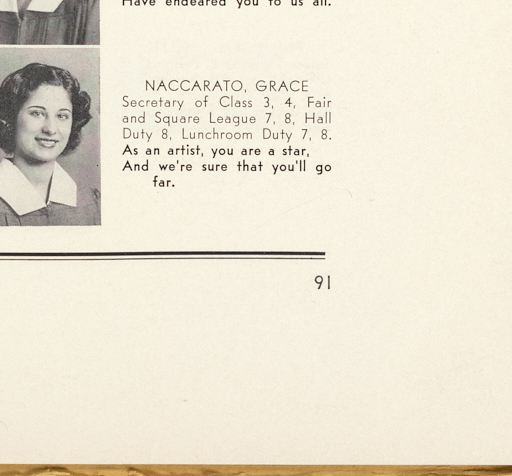 Have endeared you to us all.
NACCARATO, GRACE
Secretary of Class 3, 4, Fair
and Square League 7, 8, Hall
Duty 8, Lunchroom Duty 7, 8.
As an artist, you are a star,
And we're sure that you'll go
far.
91